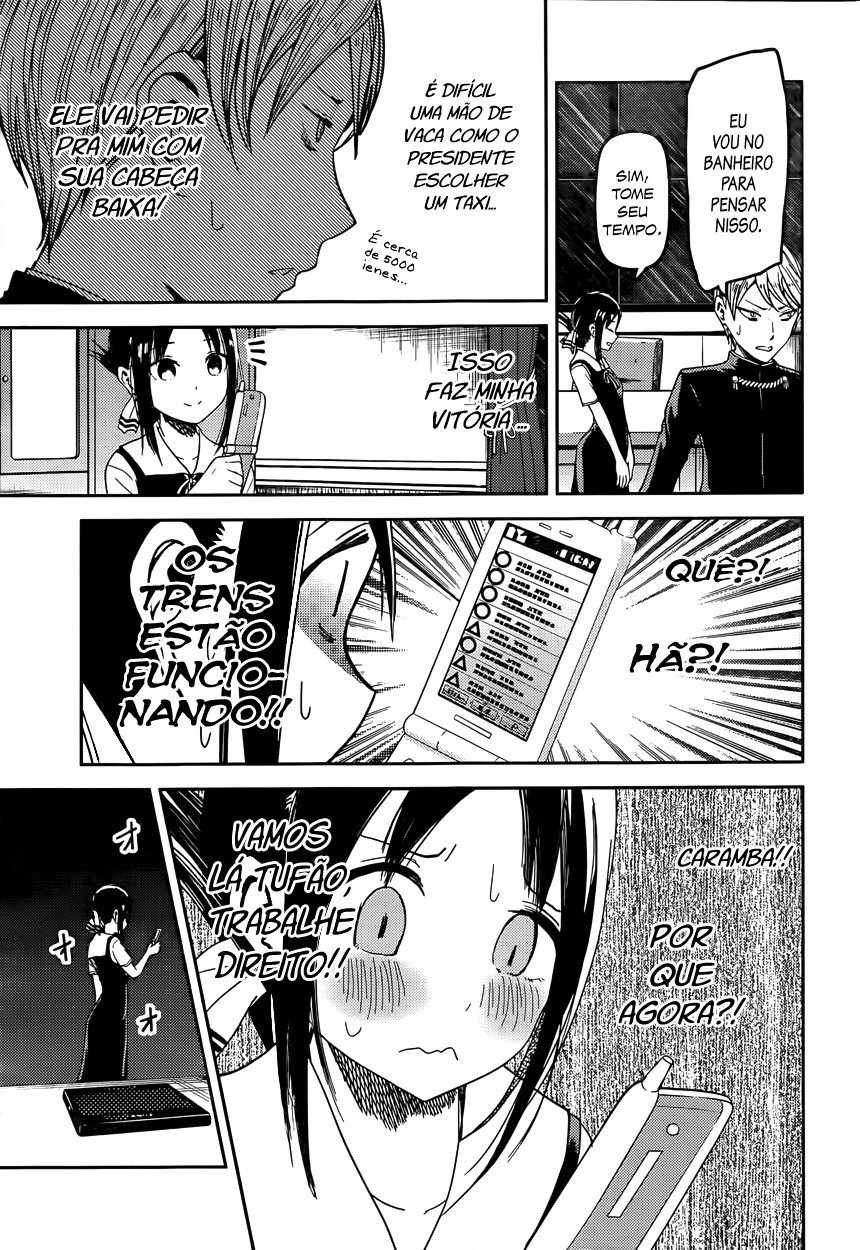 EU
VOU NO
BANHEIRO
PARA
PENSAR
NISSO.
SIM,
TOME
SEU
TEMPO.
É DIFÍCIL
UMA MÃO DE
VACA COMO O
PRESIDENTE
ESCOLHER
UM TAXI...
É cerca
de 5000
ienes...
ELE VAI PEDIR
PRA MIM COM
SUA CABEÇA
BAIXA!
ISSO
FAZ MINHA
VITÓRIA...
QUÊ?!
HÃ?!
OS
TRENS
ESTÃO
FUNCIO-
NANDO!!
CARAMBA!!
POR
QUE
AGORA?!
VAMOS
LÁ TUFÃO,
TRABALHE
DIREITO!!